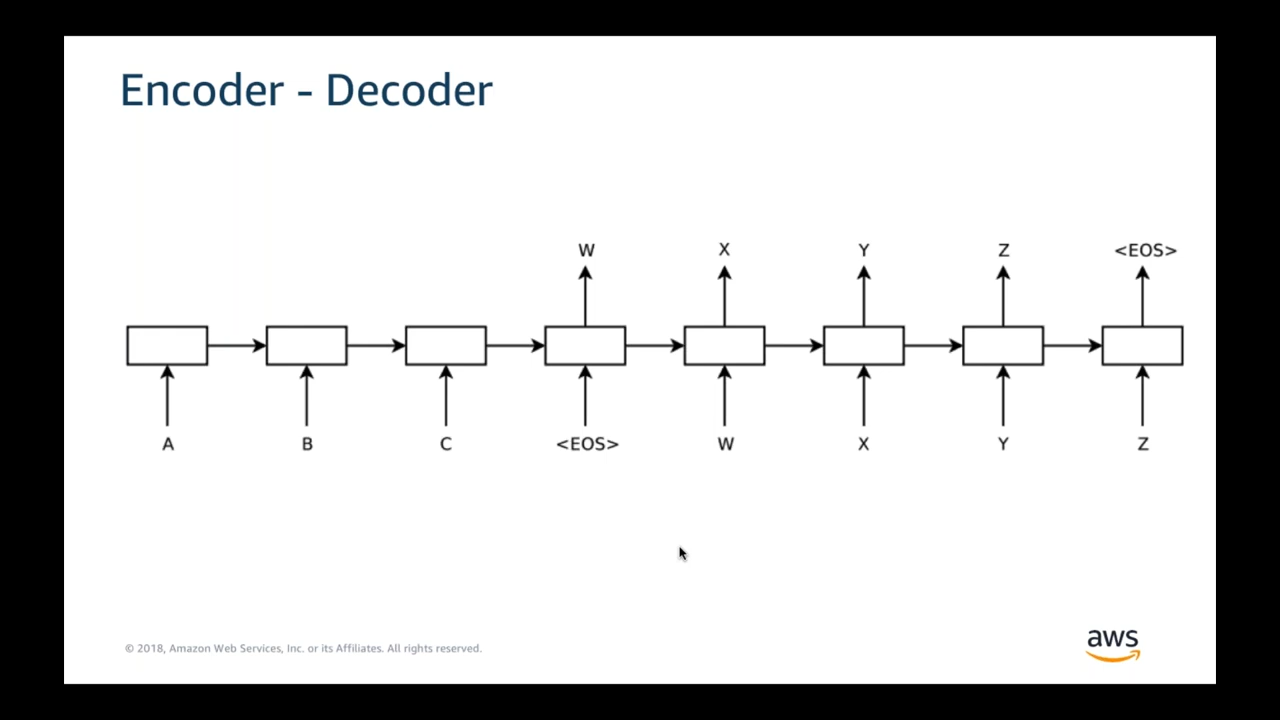 Encoder - Decoder
W X Y Z <EOS>
A B C <EOS> W X Y Z
© 2018, Amazon Web Services, Inc. or its Affiliates. All rights reserved.
aws